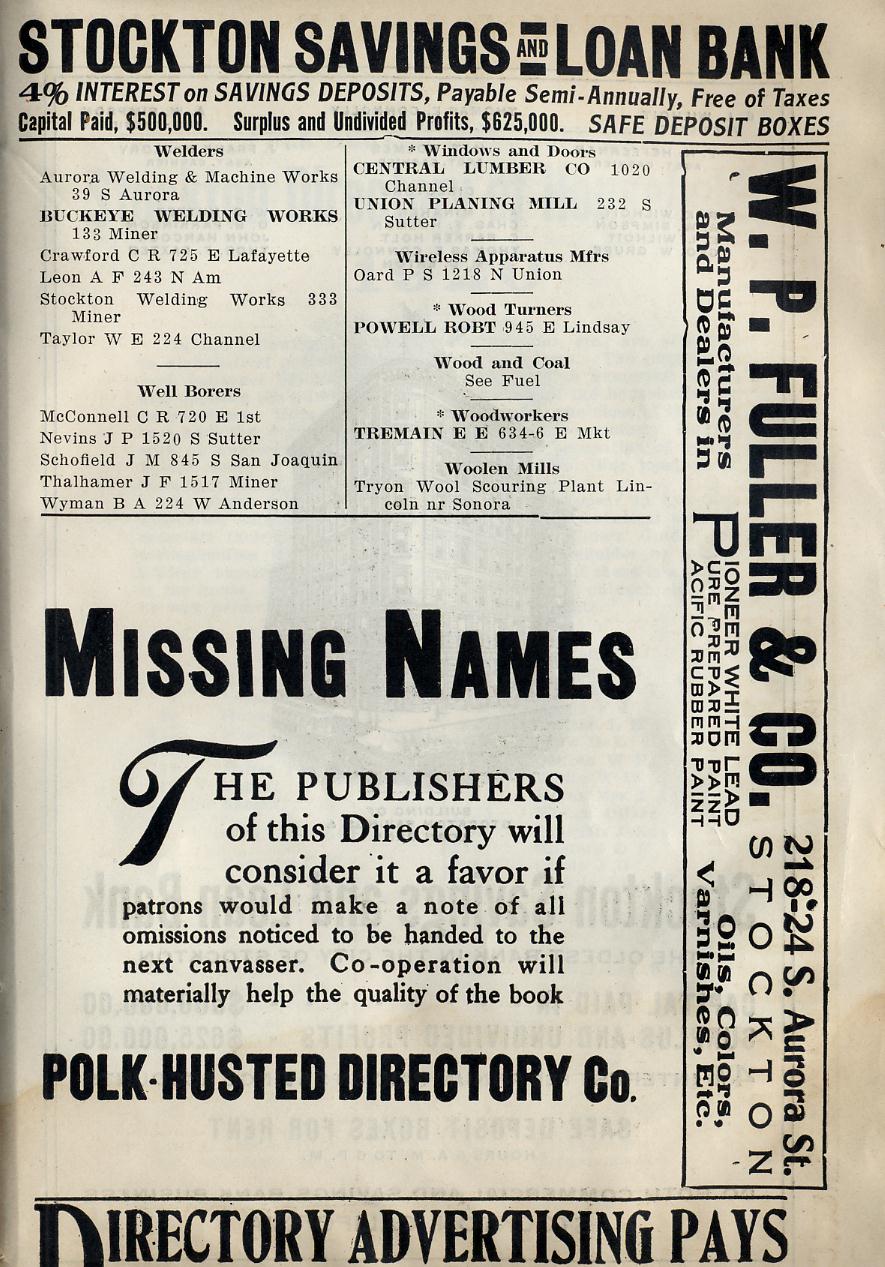 STOCKTON SAVINGS AND LOAN BANK
4% INTEREST on SAVINGS DEPOSITS, Payable Semi-Annually, Free of Taxes
Capital Paid, $500,000. Surplus and Undivided Profits, $625,000. SAFE DEPOSIT BOXES
Welders
Aurora Welding & Machine Works
39 S Aurora
BUCKEYE WELDING WORKS
133 Miner
Crawford C R 725 E Lafayette
Leon A F 243 N Am
Stockton Welding Works 333
Miner
Taylor W E 224 Channel
Well Borers
McConnell C R 720 E 1st
Nevins J P 1520 S Sutter
Schofield J M 845 S San Joaquin
Thalhamer J F 1517 Miner
Wyman B A 224 W Anderson
* Windows and Doors
CENTRAL LUMBER CO 1020
Channel
UNION PLANING MILL 232 S
Sutter
Wireless Apparatus Mfrs
Oard P S 1218 N Union
* Wood Turners
POWELL ROBT 945 E Lindsay
Wood and Coal
See Fuel
* Woodworkers
TREMAIN E E 634-6 E Mkt
Woolen Mills
Tryon Wool Scouring Plant Lin-
coln nr Sonora
MISSING NAMES
THE PUBLISHERS
of this Directory will
consider it a favor if
patrons would make a note of all
omissions noticed to be handed to the
next canvasser. Co-operation will
materially help the quality of the book
POLK-HUSTED DIRECTORY Co.
W. P. FULLER & CO.
218-24 S. Aurora St.
STOCKTON
Manufacturers
and Dealers in
PIONEER WHITE LEAD
PURE PREPARED PAINT
PACIFIC RUBBER PAINT
Oils, Colors,
Varnishes, Etc.
DIRECTORY ADVERTISING PAYS